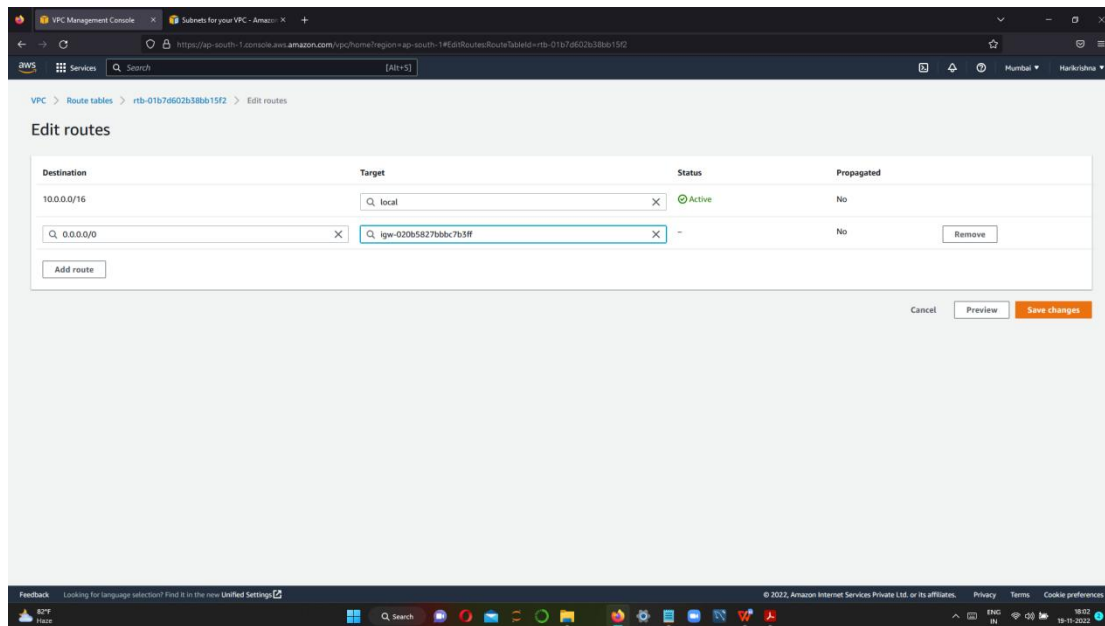 VPC Management Console
Subnets for your VPC - Amazon
https://ap-south-1.console.aws.amazon.com/vpc/home?region=ap-south-1#EditRoutes:RouteTableId=rtb-01b7d602b38bb15f2
aws Services Search [Alt+S] Mumbai Harikrishna
VPC > Route tables > rtb-01b7d602b38bb15f2 > Edit routes
Edit routes
Destination Target Status Propagated
10.0.0.0/16 local Active No
0.0.0.0/0 igw-020b5827bbbc7b3ff - No Remove
Add route
Cancel Preview Save changes
Feedback Looking for language selection? Find it in the new Unified Settings © 2022, Amazon Internet Services Private Ltd. or its affiliates. Privacy Terms Cookie preferences
82°F
Haze
Search
ENG
IN
18:02
19-11-2022